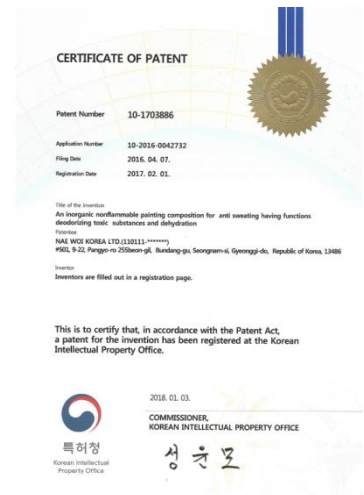 CERTIFICATE OF PATENT
Patent Number 10-1703886
Application Number 10-2016-0042732
Filing Date 2016. 04. 07.
Registration Date 2017. 02. 01.
Title of the Invention
An inorganic nonflammable painting composition for anti sweating having functions
deodorizing toxic substances and dehydration
Patentee
NAE WOI KOREA LTD.(110111-*******)
#501, 9-22, Pangyo-ro 255beon-gil, Bundang-gu, Seongnam-si, Gyeonggi-do, Republic of Korea, 13486
Inventor
Inventors are filled out in a registration page.
This is to certify that, in accordance with the Patent Act,
a patent for the invention has been registered at the Korean
Intellectual Property Office.
2018. 01. 03.
COMMISSIONER,
KOREAN INTELLECTUAL PROPERTY OFFICE
특허청
Korean Intellectual
Property Office
성윤모